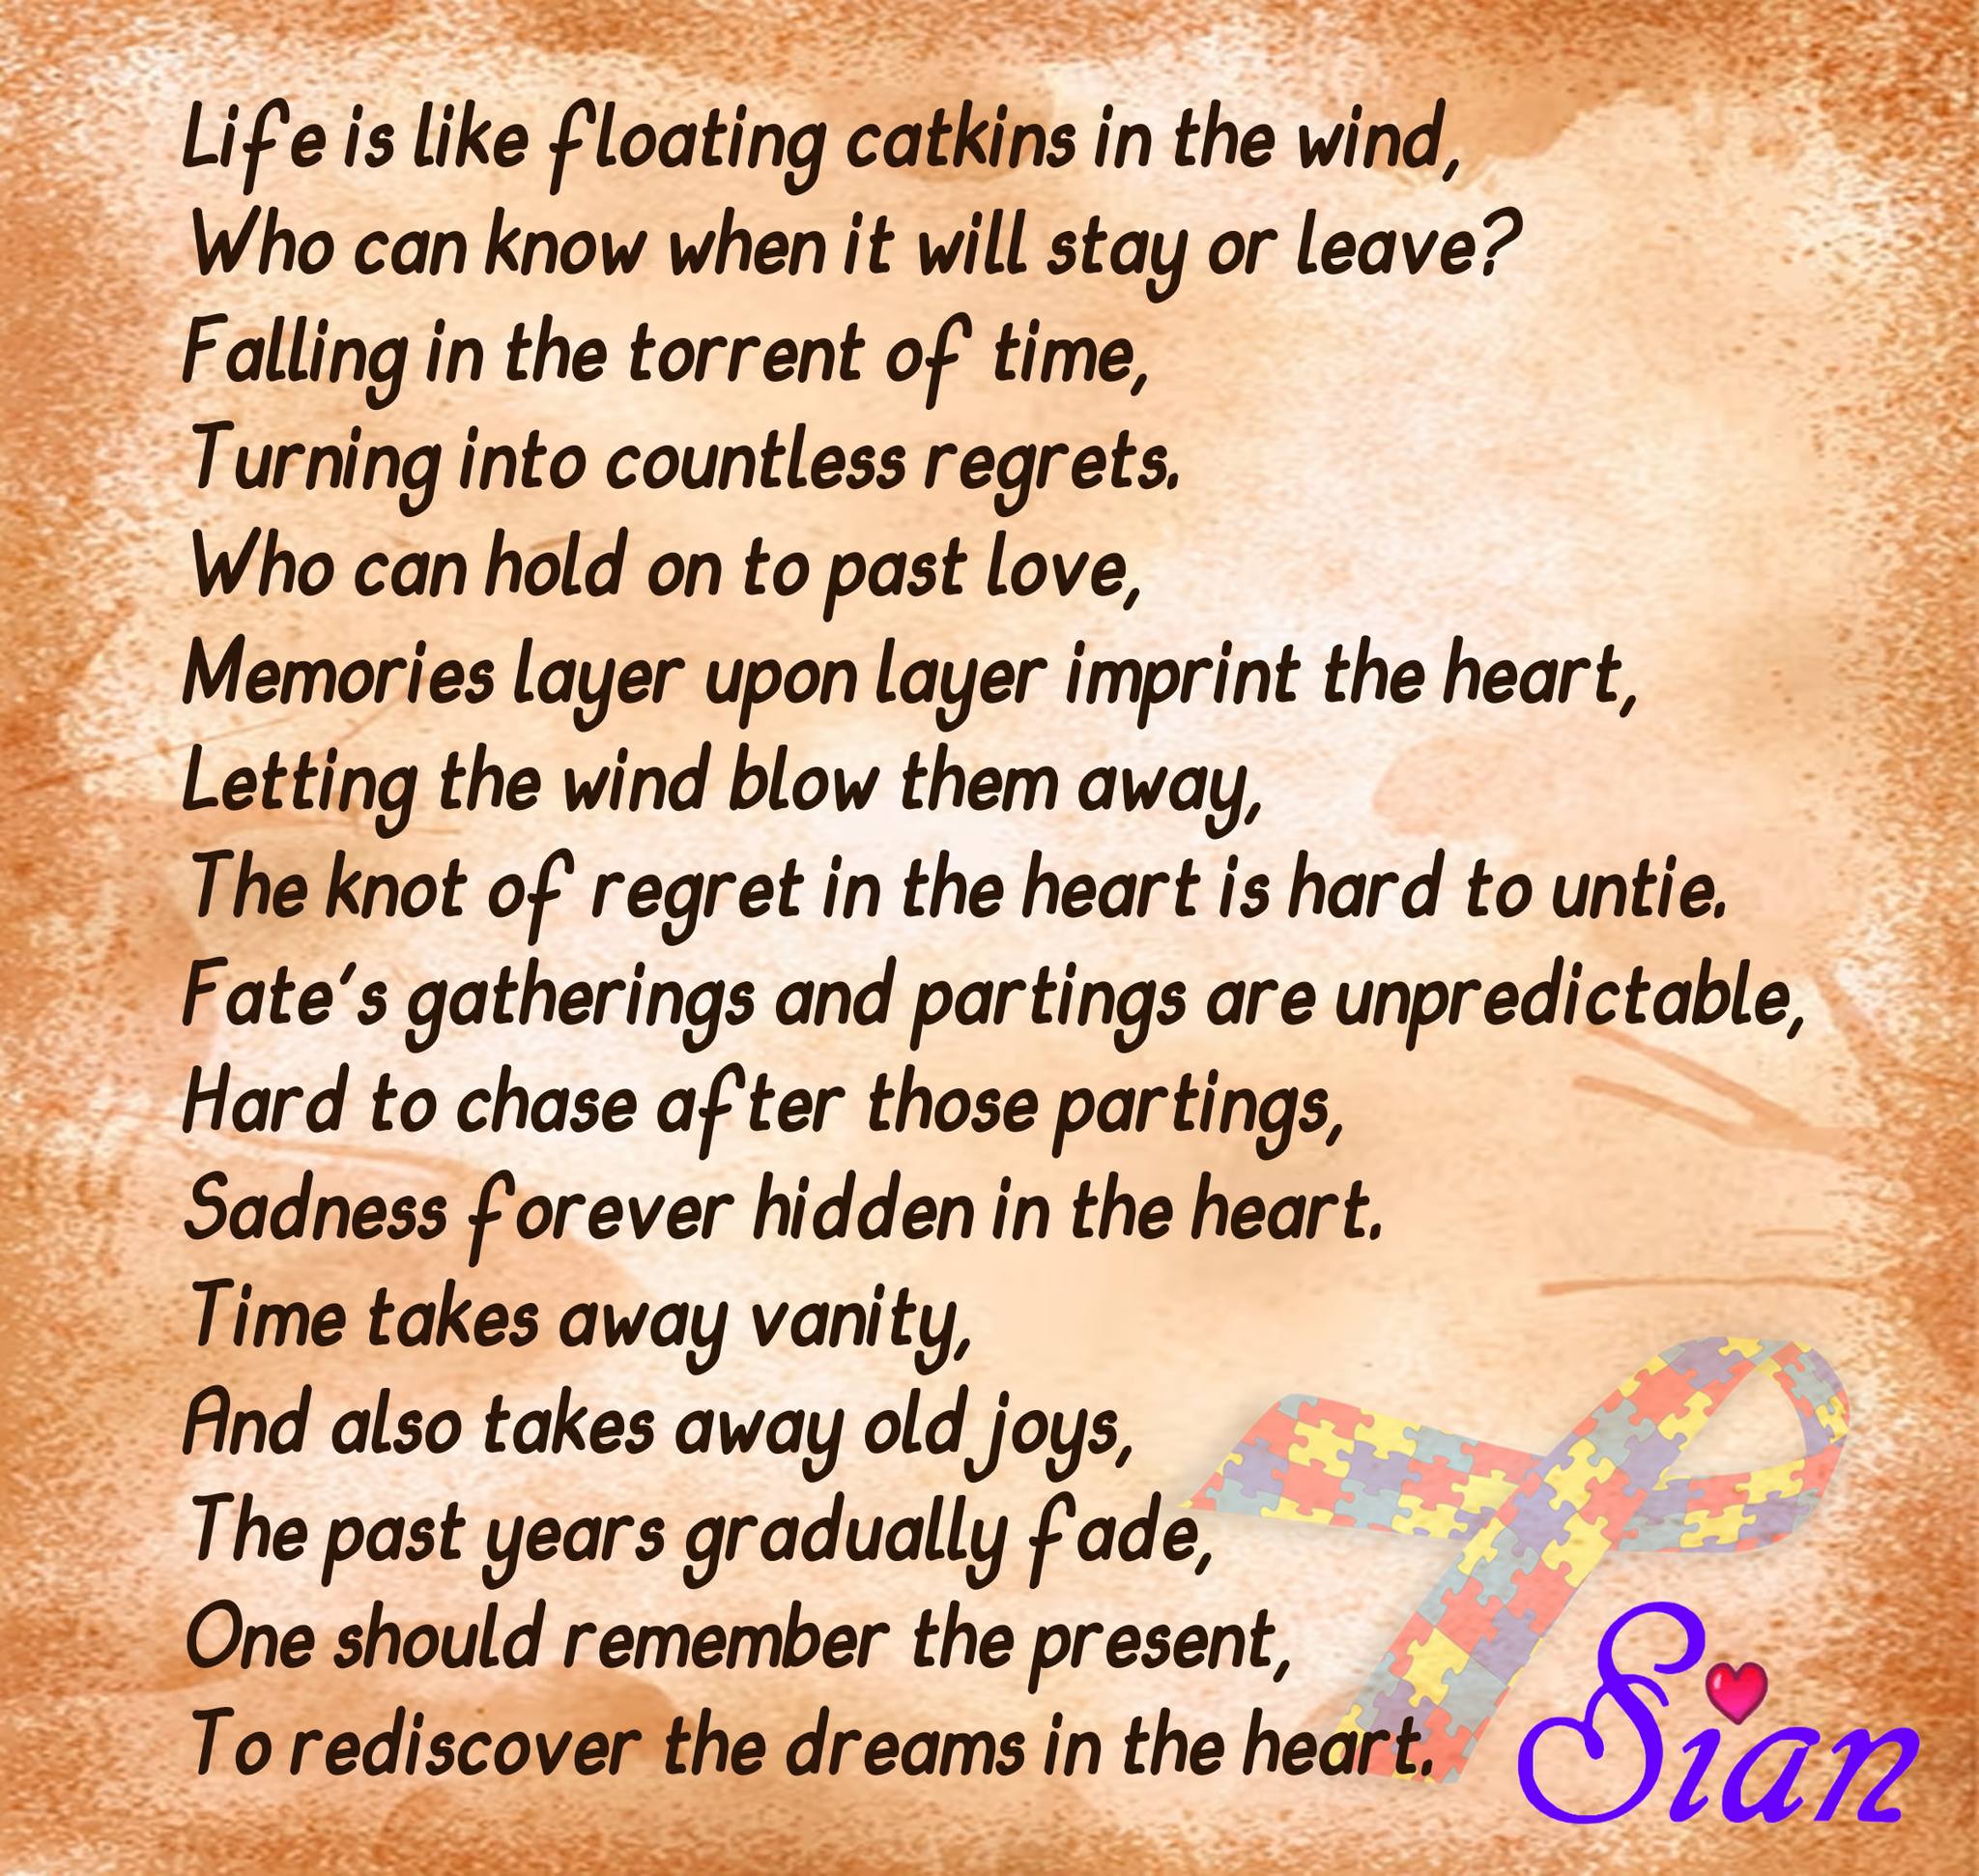 Life is like floating catkins in the wind,
Who can know when it will stay or leave?
Falling in the torrent of time,
Turning into countless regrets.
Who can hold on to past love,
Memories layer upon layer imprint the heart,
Letting the wind blow them away,
The knot of regret in the heart is hard to untie.
Fate's gatherings and partings are unpredictable,
Hard to chase after those partings,
Sadness forever hidden in the heart.
Time takes away vanity,
And also takes away old joys,
The past years gradually fade,
One should remember the present,
To rediscover the dreams in the heart.
Sian